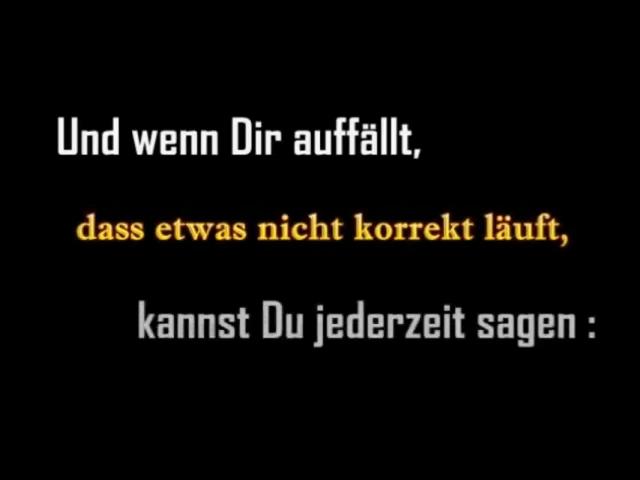 Und wenn Dir auffällt,
dass etwas nicht korrekt läuft,
kannst Du jederzeit sagen :